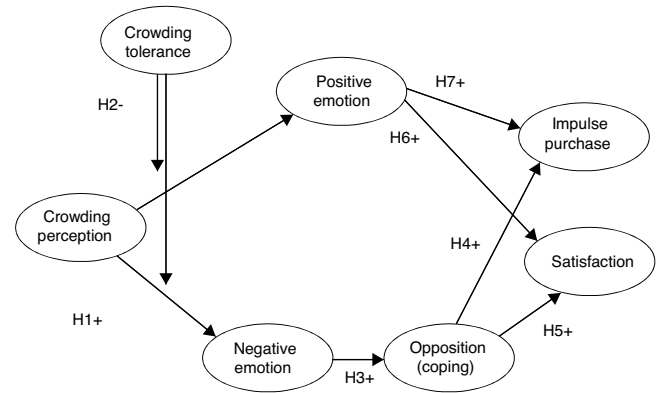 Crowding
tolerance
H2-
Positive
emotion
H7+
H6+
Impulse
purchase
Crowding
perception
H4+
Satisfaction
H1+
Negative
emotion
H3+
Opposition
(coping)
H5+